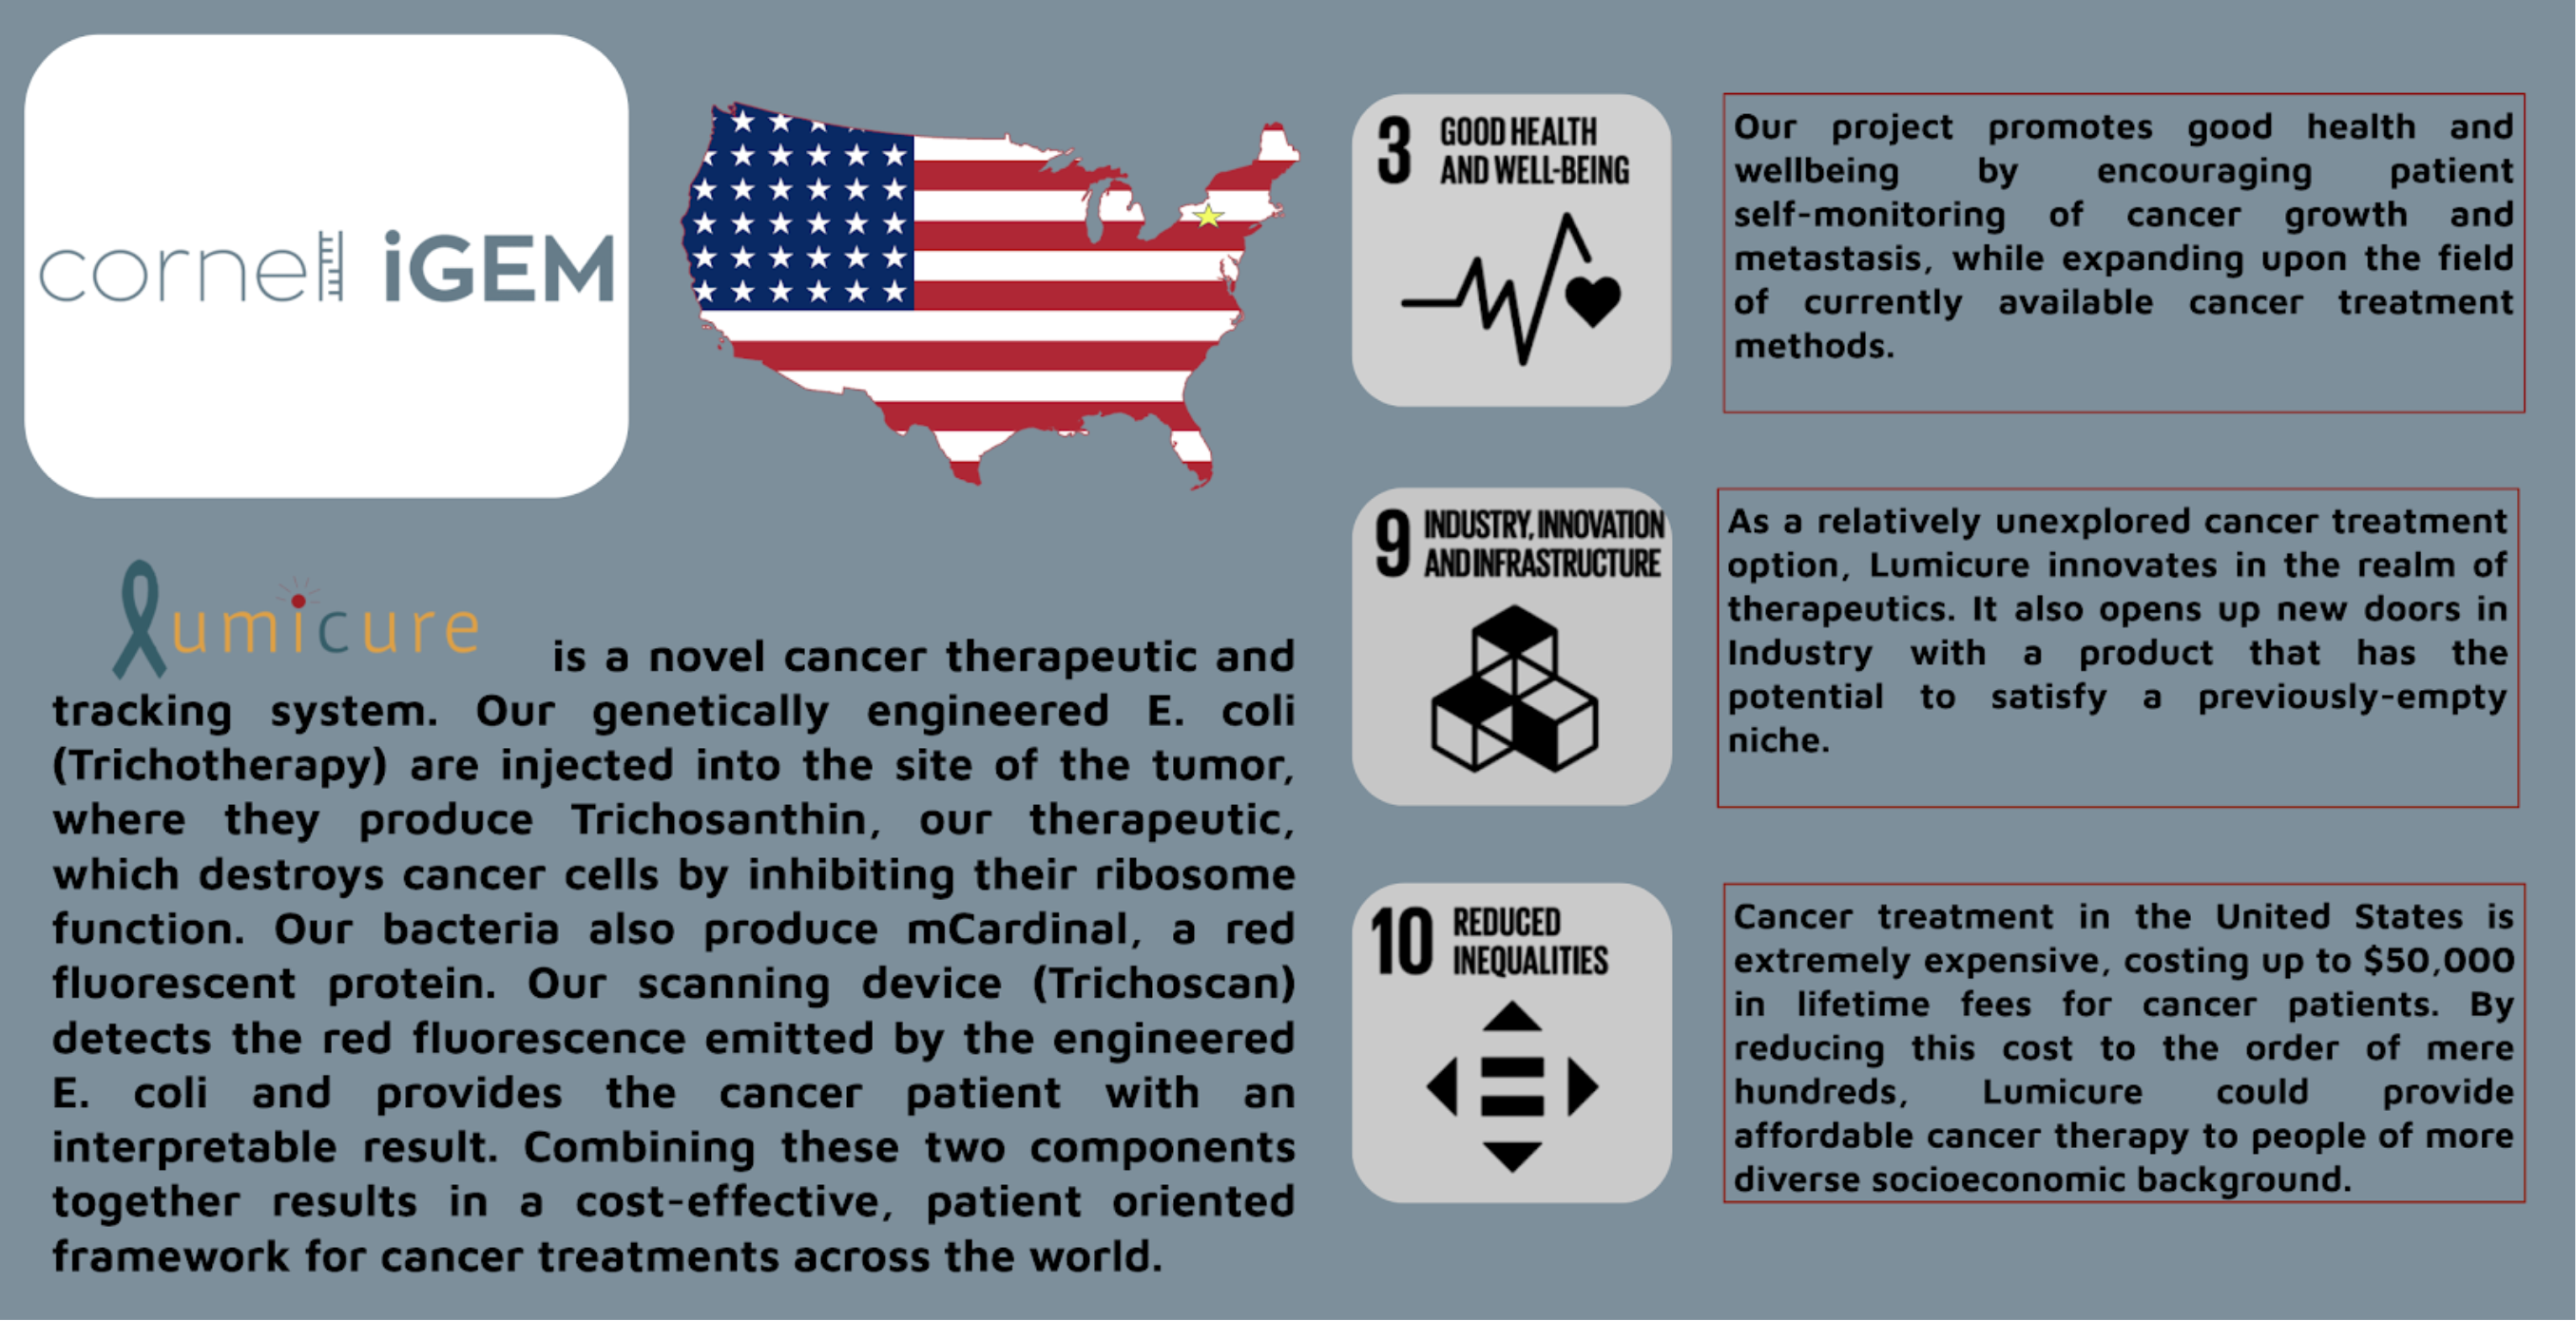 cornell iGEM
lumicure is a novel cancer therapeutic and
tracking system. Our genetically engineered E. coli
(Trichotherapy) are injected into the site of the tumor,
where they produce Trichosanthin, our therapeutic,
which destroys cancer cells by inhibiting their ribosome
function. Our bacteria also produce mCardinal, a red
fluorescent protein. Our scanning device (Trichoscan)
detects the red fluorescence emitted by the engineered
E. coli and provides the cancer patient with an
interpretable result. Combining these two components
together results in a cost-effective, patient oriented
framework for cancer treatments across the world.
3 GOOD HEALTH
AND WELL-BEING
Our project promotes good health and
wellbeing by encouraging patient
self-monitoring of cancer growth and
metastasis, while expanding upon the field
of currently available cancer treatment
methods.
9 INDUSTRY, INNOVATION
AND INFRASTRUCTURE
As a relatively unexplored cancer treatment
option, Lumicure innovates in the realm of
therapeutics. It also opens up new doors in
Industry with a product that has the
potential to satisfy a previously-empty
niche.
10 REDUCED
INEQUALITIES
Cancer treatment in the United States is
extremely expensive, costing up to $50,000
in lifetime fees for cancer patients. By
reducing this cost to the order of mere
hundreds, Lumicure could provide
affordable cancer therapy to people of more
diverse socioeconomic background.